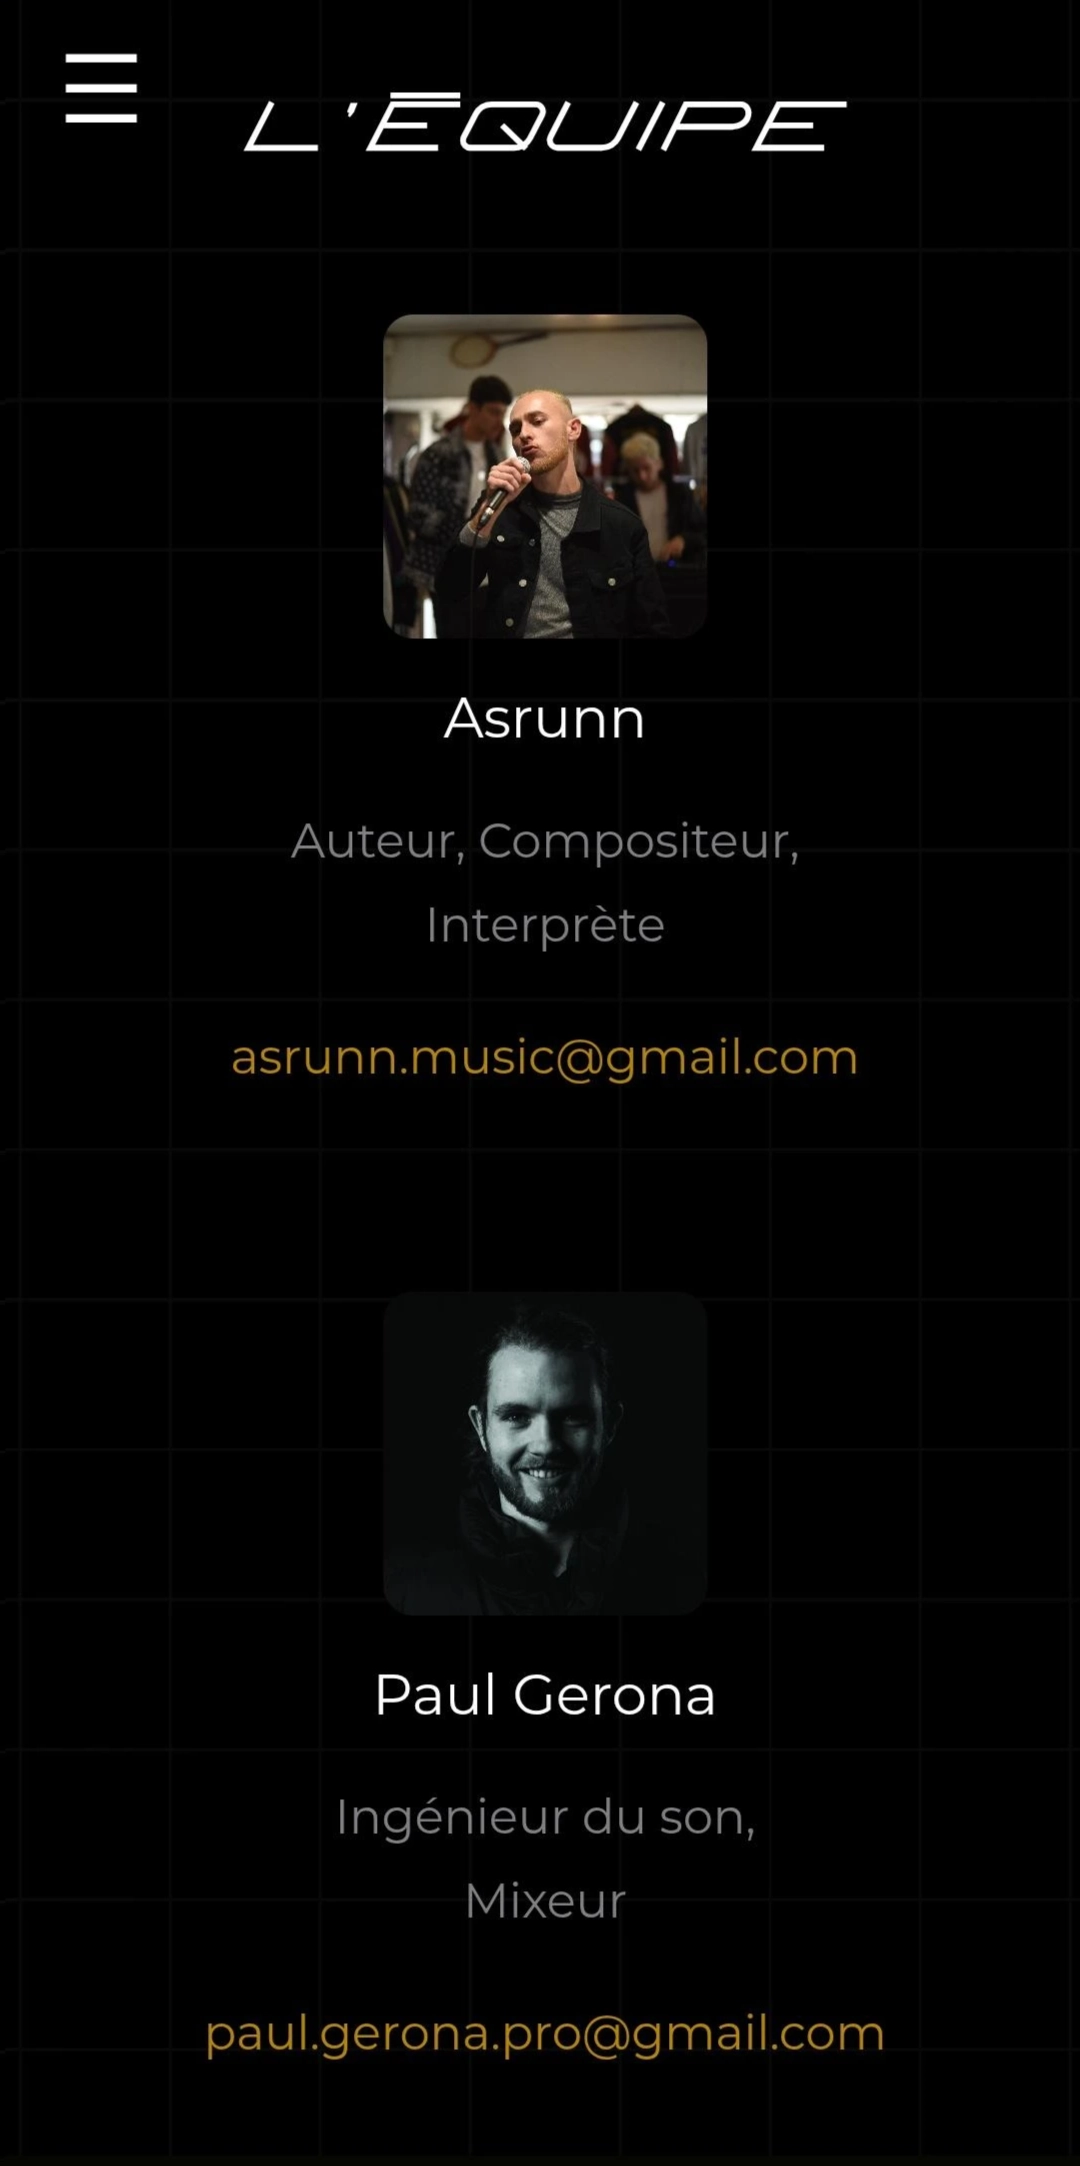 L'ÉQUIPE
Asrunn
Auteur, Compositeur,
Interprète
asrunn.music@gmail.com
Paul Gerona
Ingénieur du son,
Mixeur
paul.gerona.pro@gmail.com